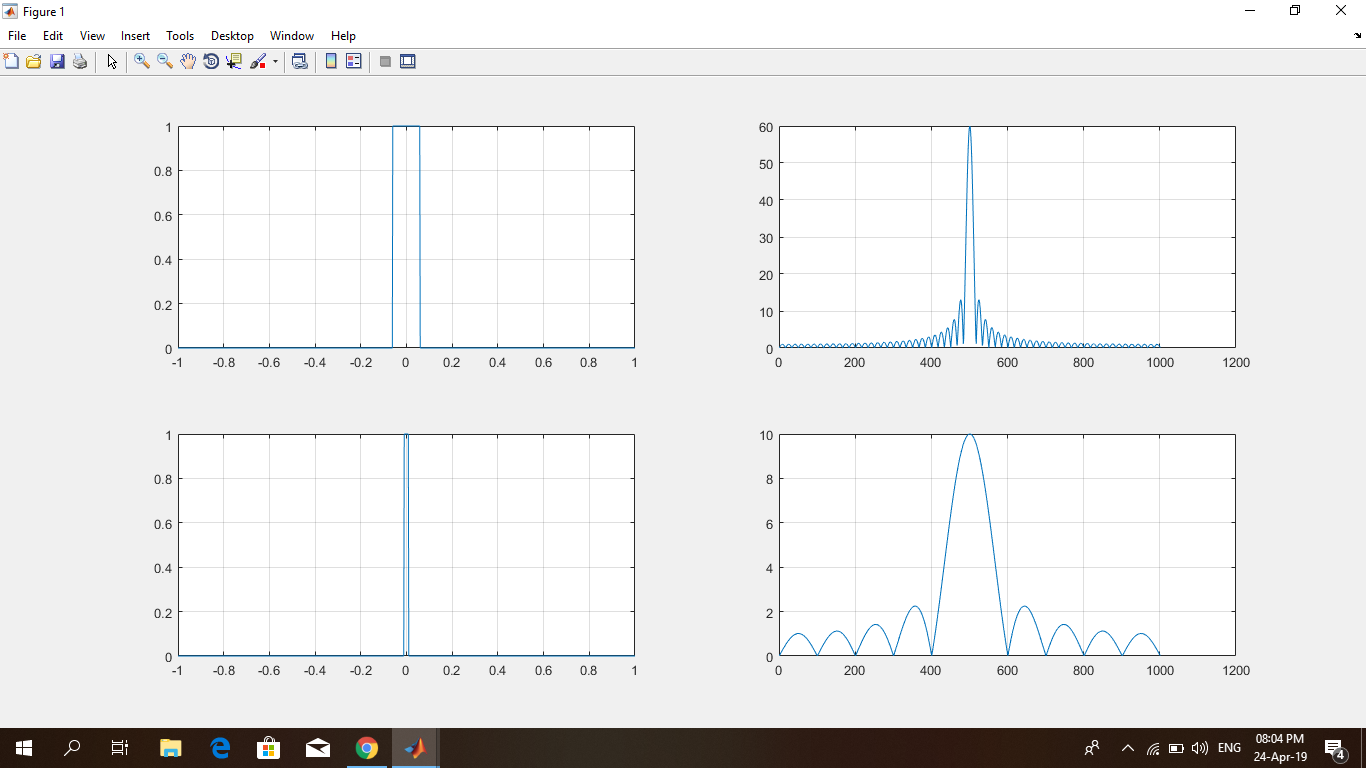 Figure 1
File Edit View Insert Tools Desktop Window Help
1
0.8
0.6
0.4
0.2
0
-1 -0.8 -0.6 -0.4 -0.2 0 0.2 0.4 0.6 0.8 1
60
50
40
30
20
10
0
0 200 400 600 800 1000 1200
1
0.8
0.6
0.4
0.2
0
-1 -0.8 -0.6 -0.4 -0.2 0 0.2 0.4 0.6 0.8 1
10
8
6
4
2
0
0 200 400 600 800 1000 1200
ENG
08:04 PM
24-Apr-19
4